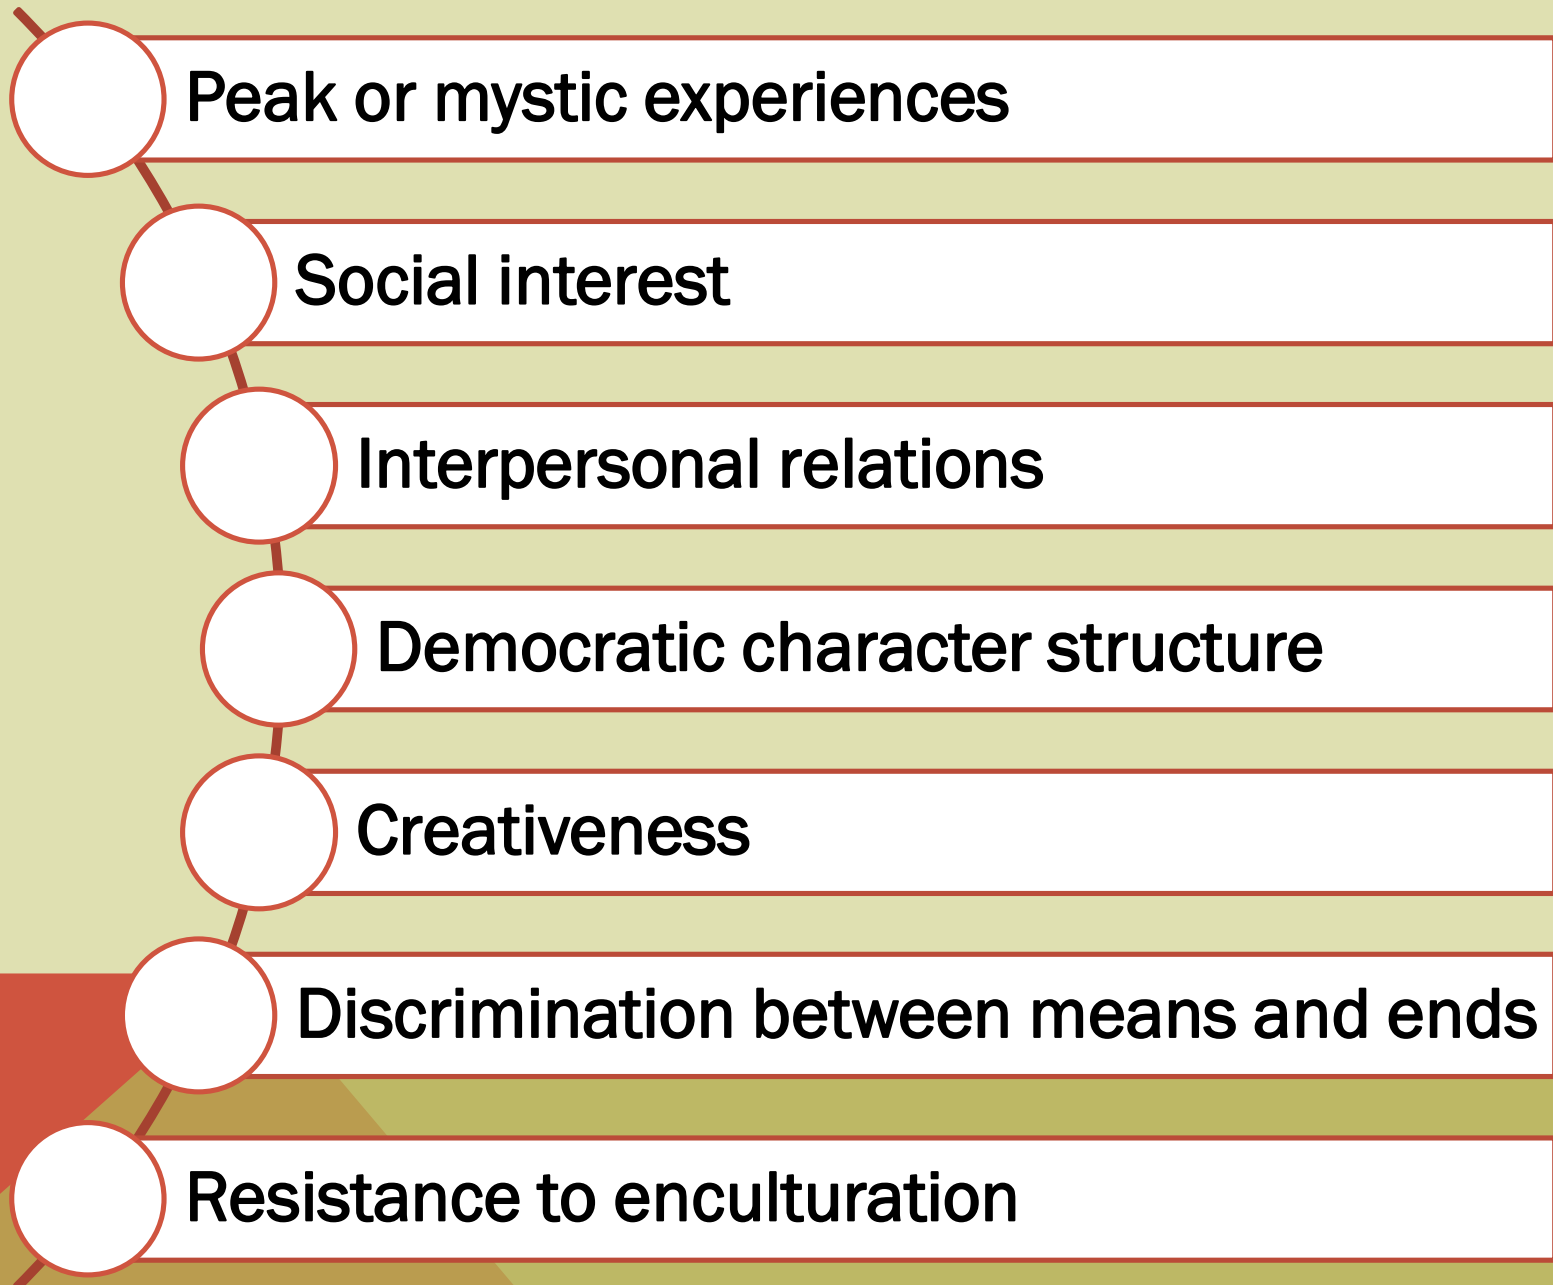 Peak or mystic experiences
Social interest
Interpersonal relations
Democratic character structure
Creativeness
Discrimination between means and ends
Resistance to enculturation